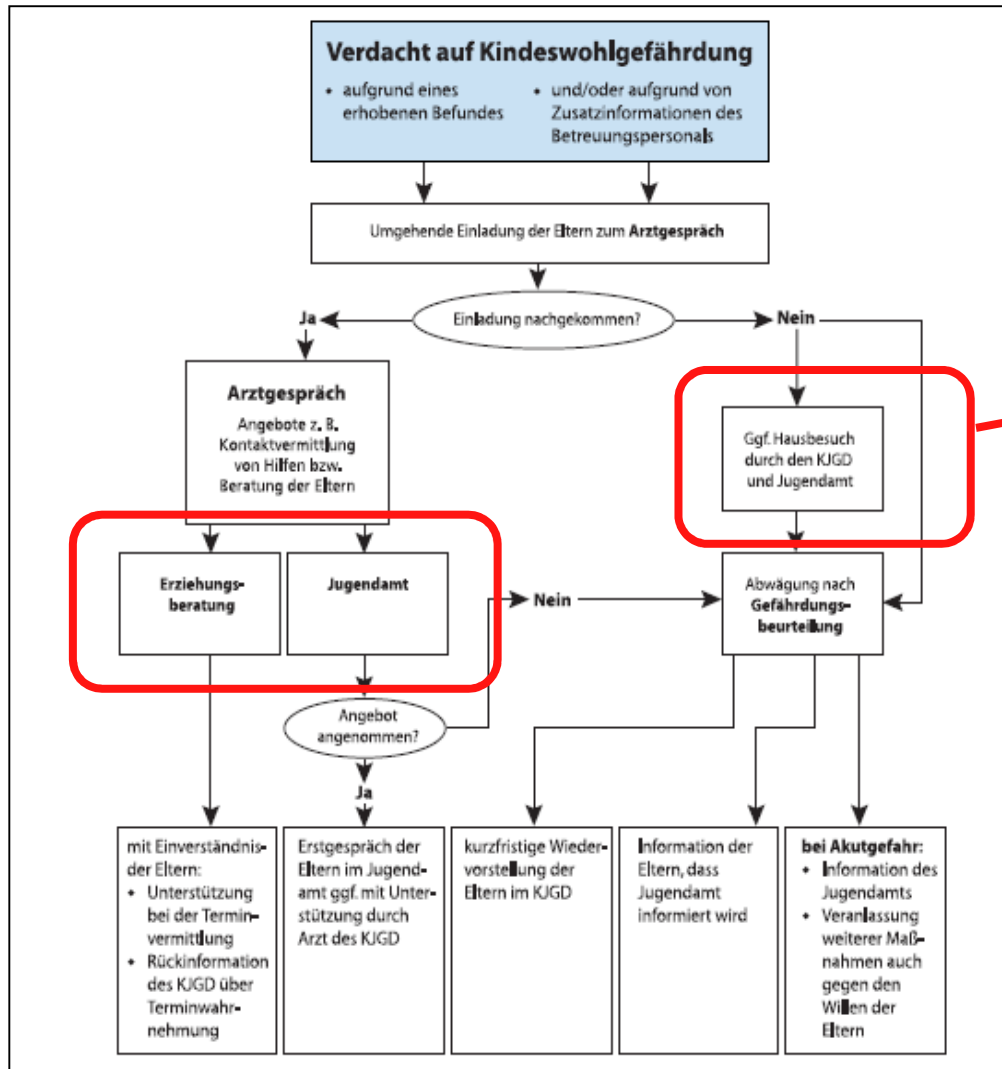 Verdacht auf Kindeswohlgefährdung
• aufgrund eines
erhobenen Befundes
• und/oder aufgrund von
Zusatzinformationen des
Betreuungspersonals
Umgehende Einladung der Eltern zum Arztgespräch
Ja
Einladung nachgekommen?
Nein
Arztgespräch
Angebote z. B.
Kontaktvermittlung
von Hilfen bzw.
Beratung der Eltern
Ggf. Hausbesuch
durch den KJGD
und Jugendamt
Erziehungs-
beratung
Jugendamt
Nein
Abwägung nach
Gefährdungs-
beurteilung
Angebot
angenommen?
Ja
mit Einverständnis
der Eltern:
• Unterstützung
bei der Termin-
vermittlung
• Rückinformation
des KJGD über
Terminwahr-
nehmung
Erstgespräch der
Eltern im Jugend-
amt ggf. mit Unter-
stützung durch
Arzt des KJGD
kurzfristige Wieder-
vorstellung der
Eltern im KJGD
Information der
Eltern, dass
Jugendamt
informiert wird
bei Akutgefahr:
• Information des
Jugendamts
• Veranlassung
weiterer Maß-
nahmen auch
gegen den
Willen der
Eltern